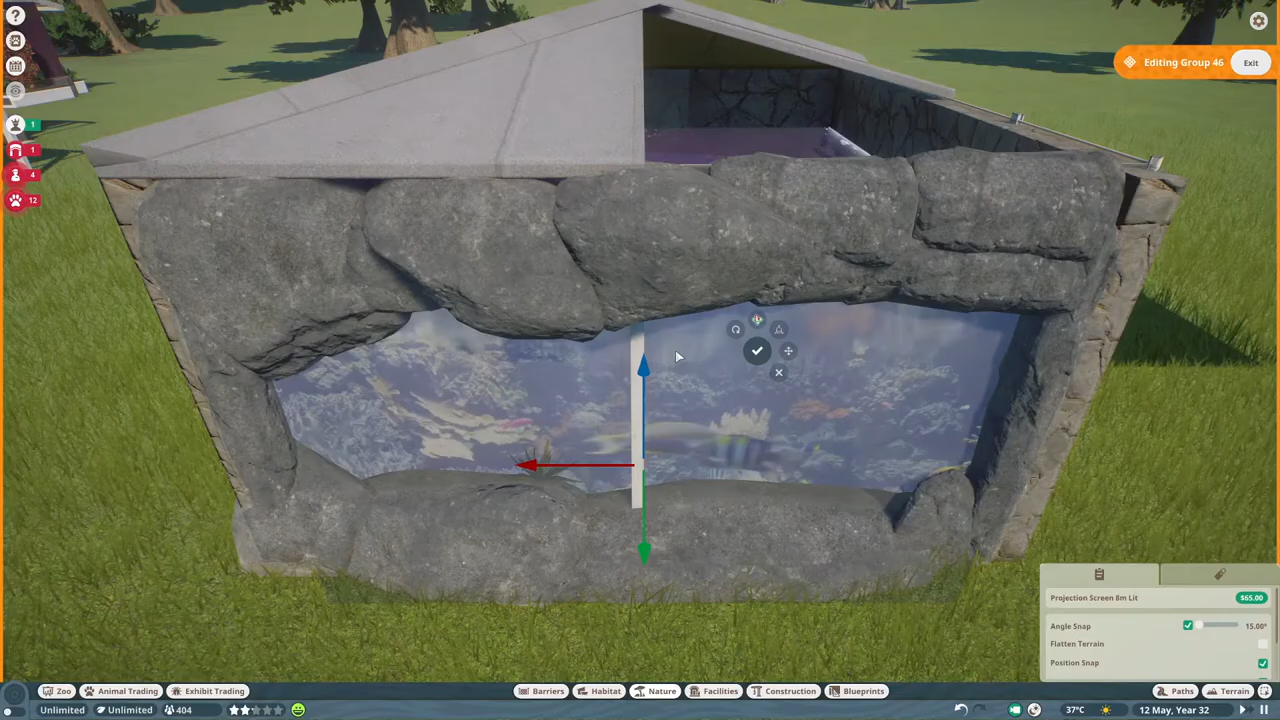 ?
Editing Group 46
Exit
1
1
4
12
Projection Screen 8m Lit
$65.00
Angle Snap
15.00°
Flatten Terrain
Position Snap
Zoo
Animal Trading
Exhibit Trading
Barriers
Habitat
Nature
Facilities
Construction
Blueprints
Paths
Terrain
Unlimited
Unlimited
404
37°C
12 May, Year 32